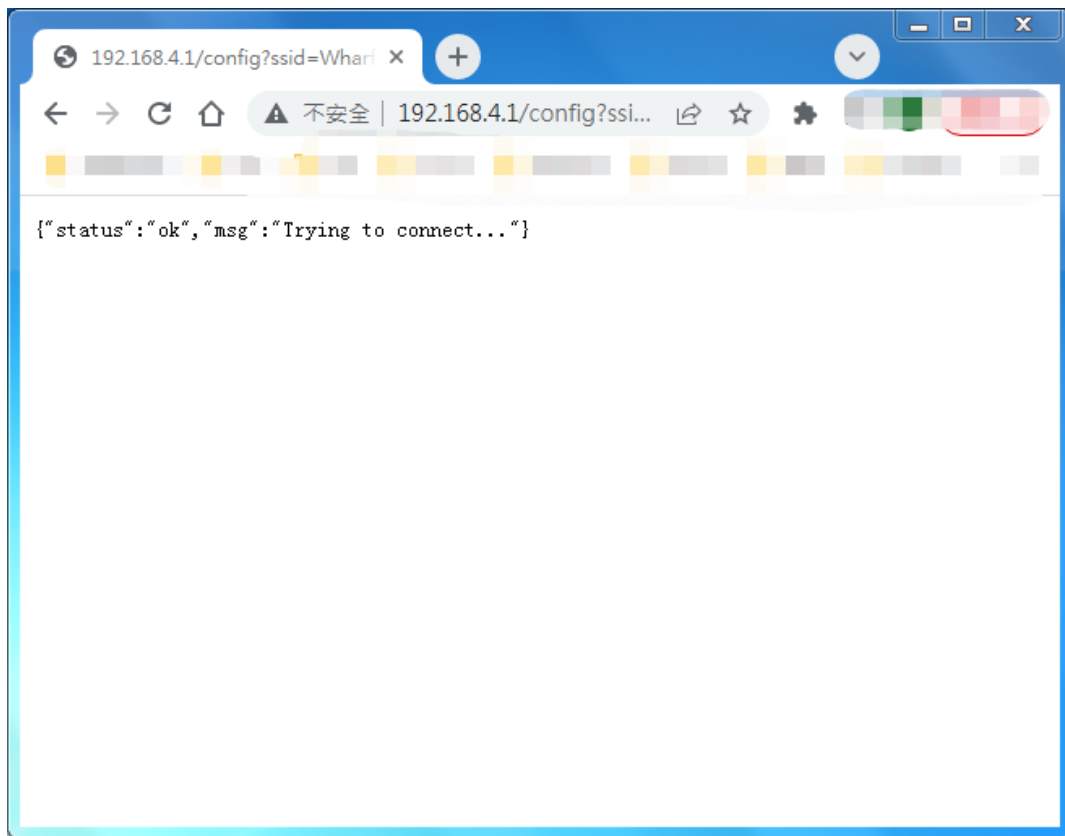 192.168.4.1/config?ssid=Wharf
不安全 | 192.168.4.1/config?ssi...
{"status":"ok","msg":"Trying to connect..."}